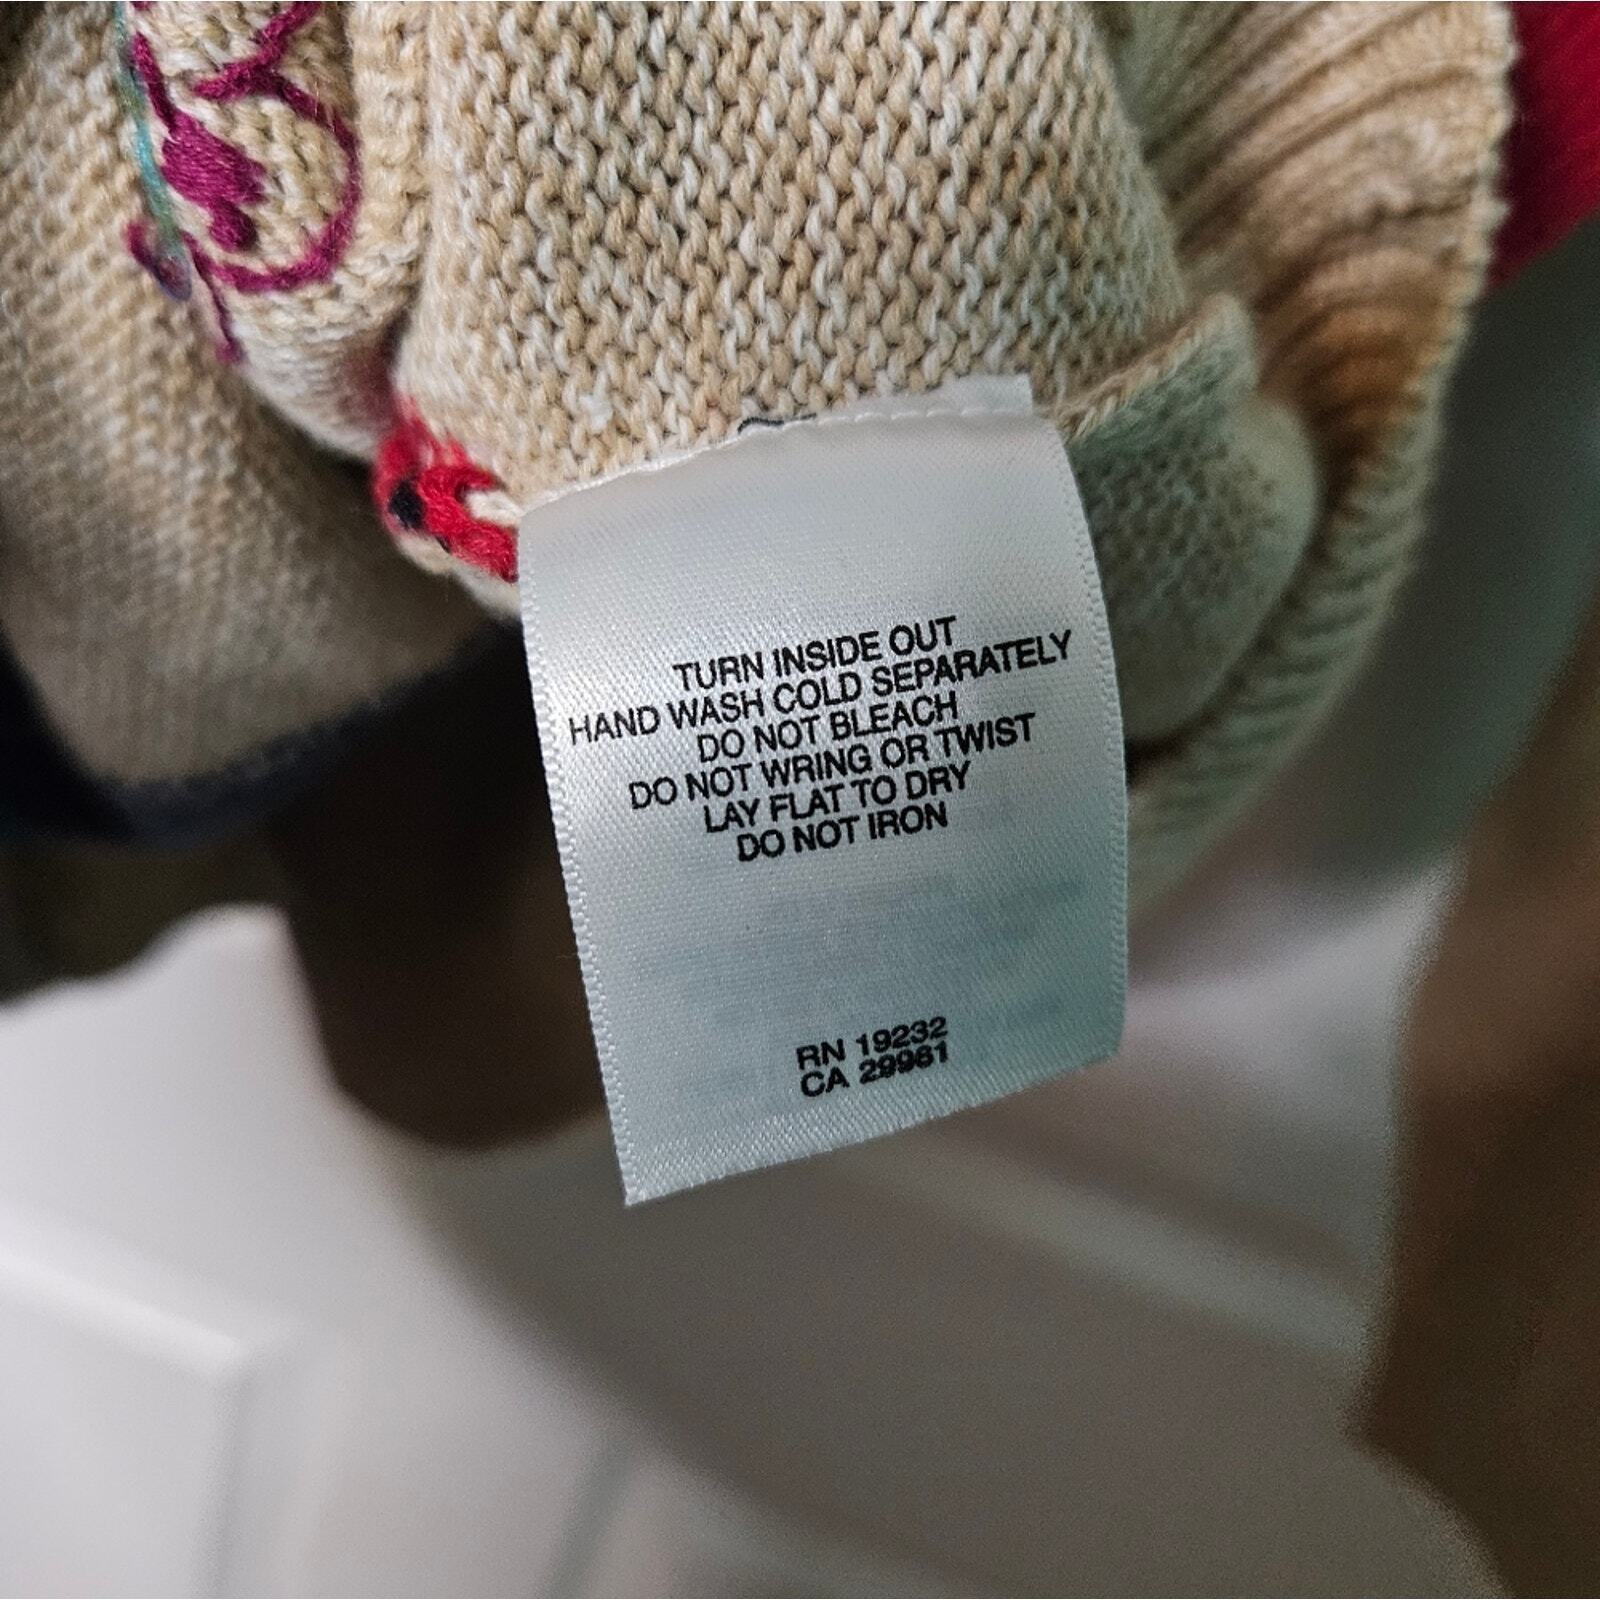 TURN INSIDE OUT
HAND WASH COLD SEPARATELY
DO NOT BLEACH
DO NOT WRING OR TWIST
LAY FLAT TO DRY
DO NOT IRON
RN 19232
CA 29981